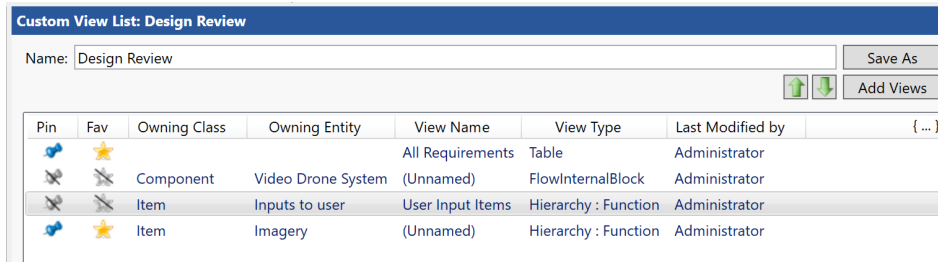 Custom View List: Design Review
Name: Design Review Save As
Add Views
Pin Fav Owning Class Owning Entity View Name View Type Last Modified by { ... }
All Requirements Table Administrator
Component Video Drone System (Unnamed) FlowInternalBlock Administrator
Item Inputs to user User Input Items Hierarchy : Function Administrator
Item Imagery (Unnamed) Hierarchy : Function Administrator